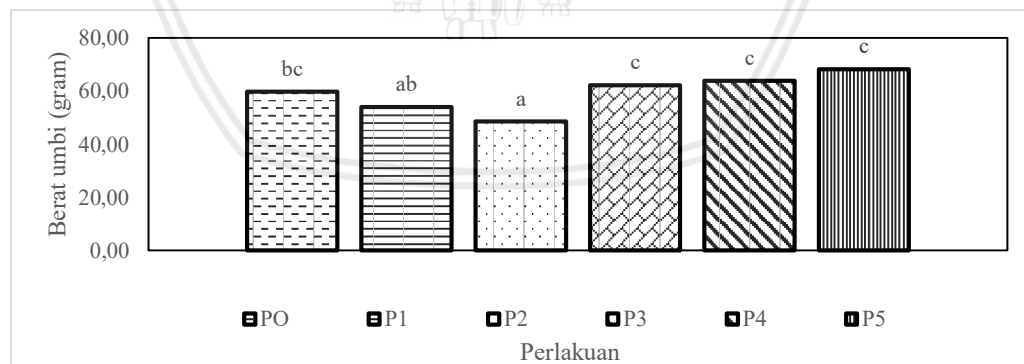 80,00
60,00
40,00
20,00
0,00
Berat umbi (gram)
bc
ab
a
c
c
c
PO P1 P2 P3 P4 P5
Perlakuan